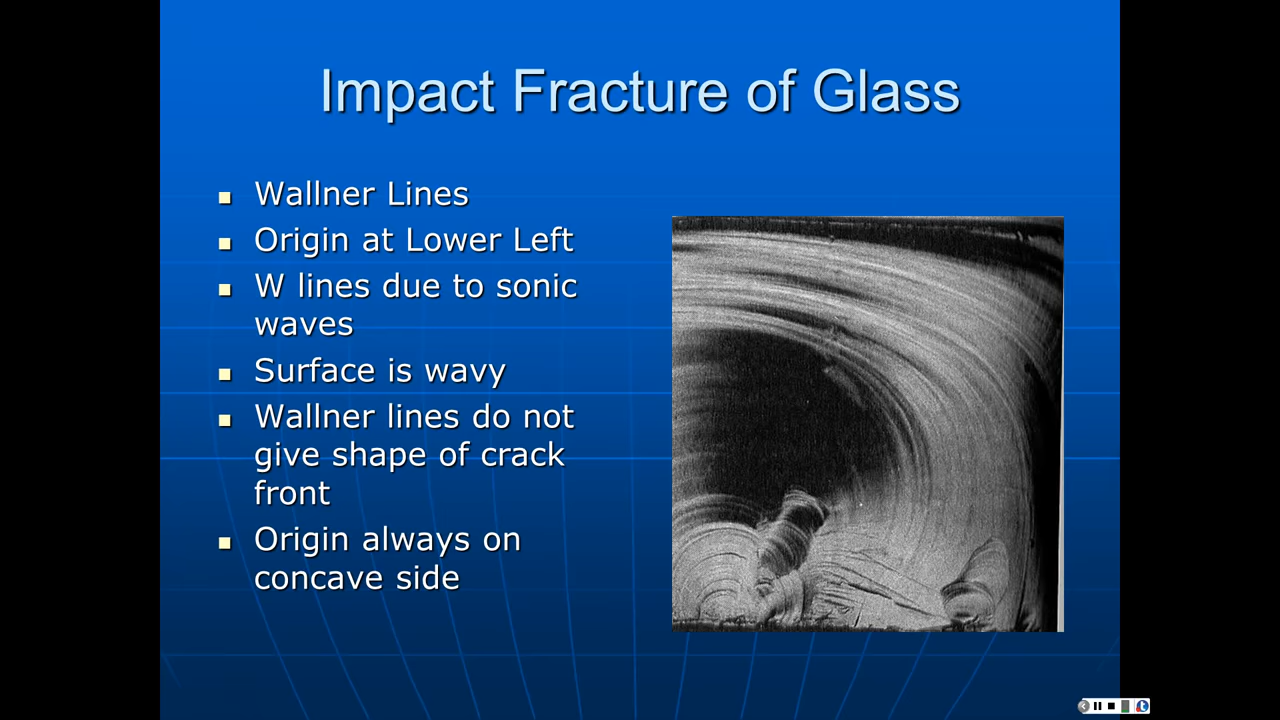 Impact Fracture of Glass
Wallner Lines
Origin at Lower Left
W lines due to sonic
waves
Surface is wavy
Wallner lines do not
give shape of crack
front
Origin always on
concave side